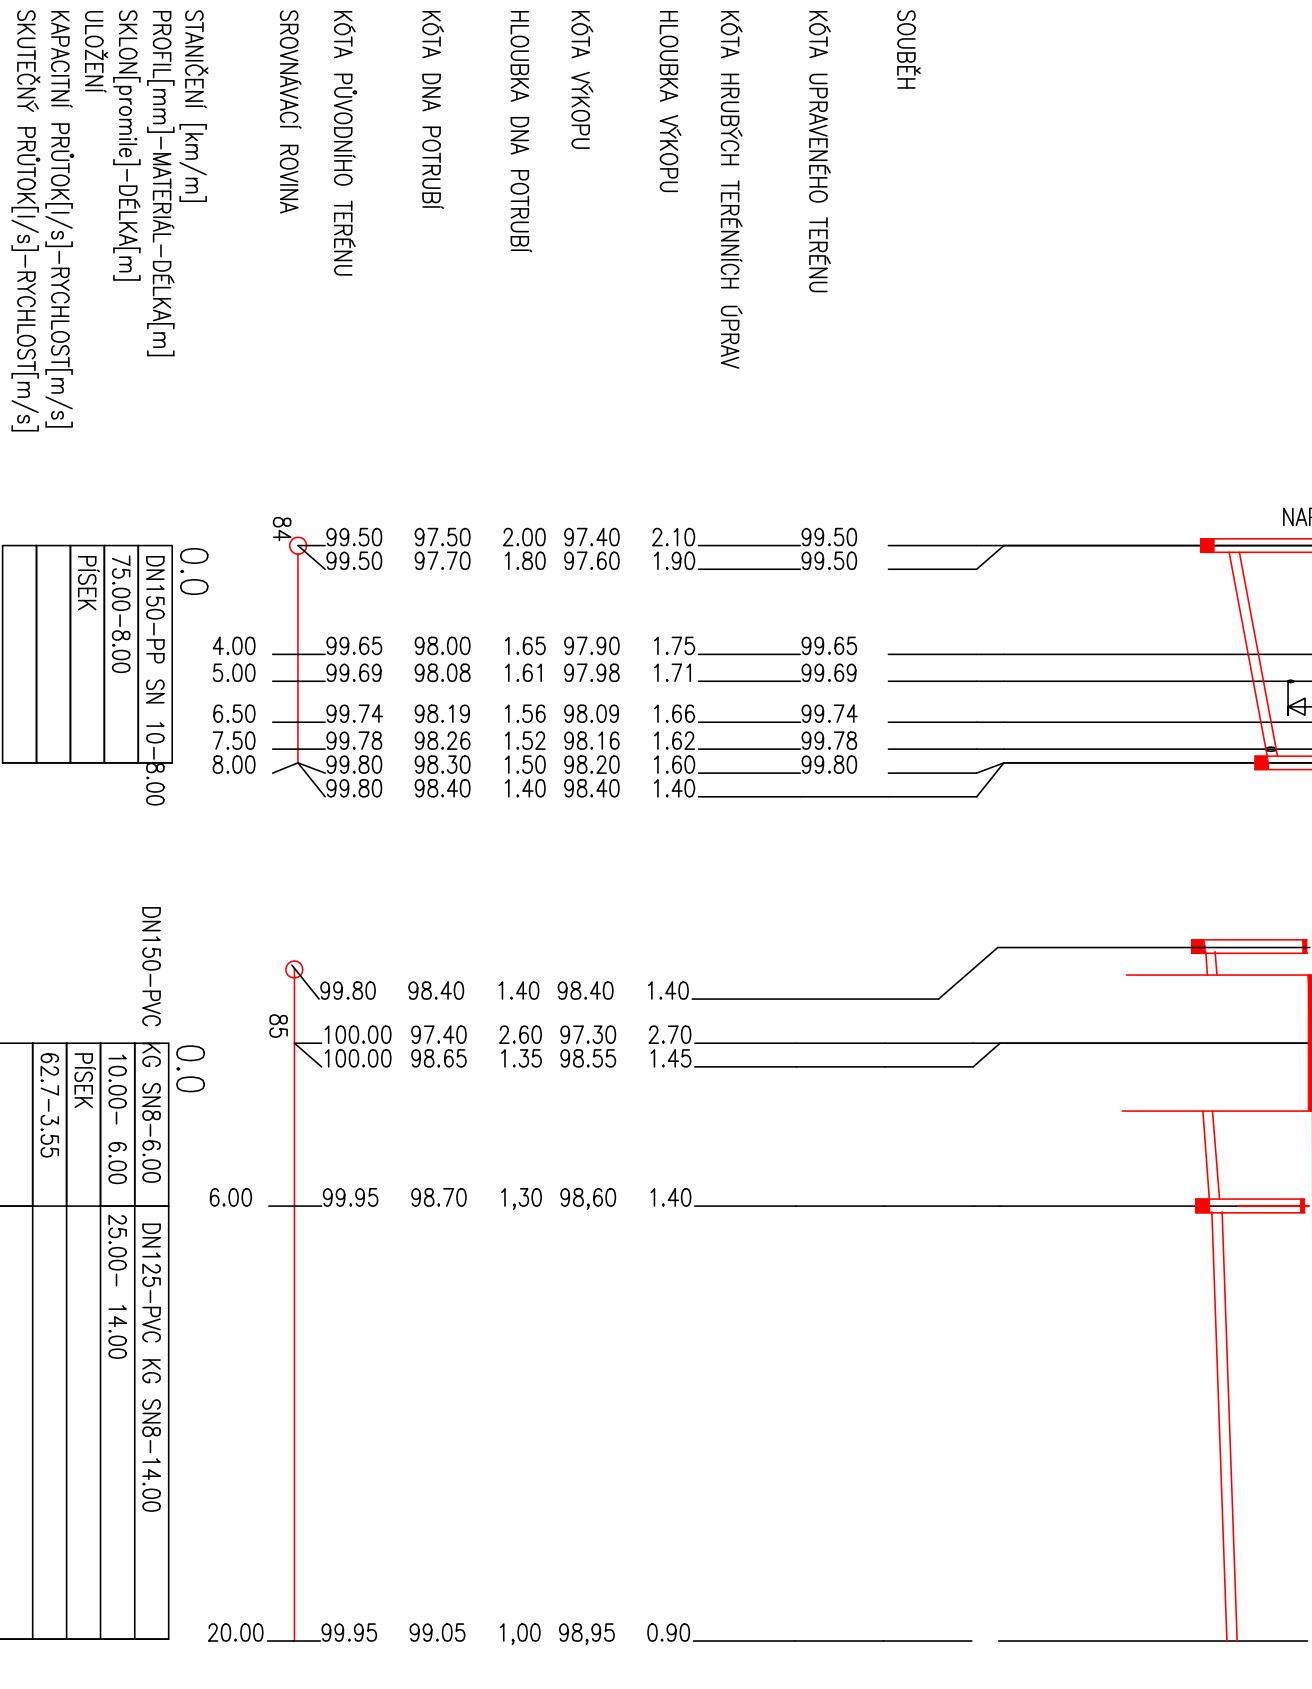 SOUBĚH
KÓTA UPRAVENÉHO TERÉNU
KÓTA HRUBÝCH TERÉNNÍCH ÚPRAV
HLOUBKA VÝKOPU
KÓTA VÝKOPU
HLOUBKA DNA POTRUBÍ
KÓTA DNA POTRUBÍ
KÓTA PŮVODNÍHO TERÉNU
SROVNÁVACÍ ROVINA
STANIČENÍ [km/m]
PROFIL[mm]-MATERIÁL-DÉLKA[m]
SKLON[promile]-DÉLKA[m]
ULOŽENÍ
KAPACITNÍ PRŮTOK[l/s]-RYCHLOST[m/s]
SKUTEČNÝ PRŮTOK[l/s]-RYCHLOST[m/s]
84
99.50 97.50 2.00 97.40 2.10 99.50
99.50 97.70 1.80 97.60 1.90 99.50
4.00 99.65 98.00 1.65 97.90 1.75 99.65
5.00 99.69 98.08 1.61 97.98 1.71 99.69
6.50 99.74 98.19 1.56 98.09 1.66 99.74
7.50 99.78 98.26 1.52 98.16 1.62 99.78
8.00 99.80 98.30 1.50 98.20 1.60 99.80
99.80 98.40 1.40 98.40 1.40
0.0
DN150-PP SN 10-8.00
75.00-8.00
PÍSEK
85
99.80 98.40 1.40 98.40 1.40
100.00 97.40 2.60 97.30 2.70
100.00 98.65 1.35 98.55 1.45
6.00 99.95 98.70 1,30 98,60 1.40
20.00 99.95 99.05 1,00 98,95 0.90
0.0
DN150-PVC KG SN8-6.00 DN125-PVC KG SN8-14.00
10.00- 6.00 25.00- 14.00
PÍSEK
62.7-3.55